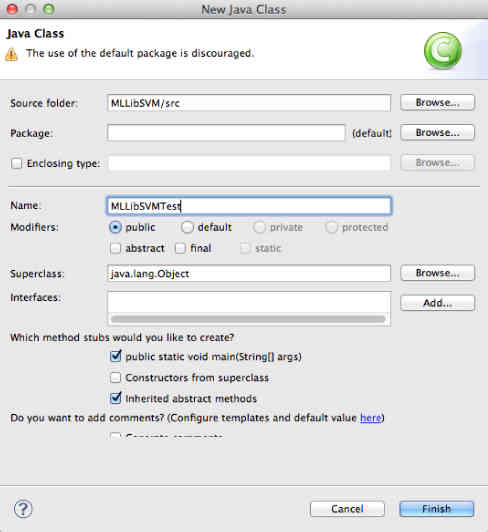 New Java Class
Java Class
The use of the default package is discouraged.
Source folder: MLLibSVM/src Browse...
Package: (default) Browse...
Enclosing type: Browse...
Name: MLLibSVMTest
Modifiers: public default private protected
abstract final static
Superclass: java.lang.Object Browse...
Interfaces: Add...
Which method stubs would you like to create?
public static void main(String[] args)
Constructors from superclass
Inherited abstract methods
Do you want to add comments? (Configure templates and default value here)
Generate comments
? Cancel Finish